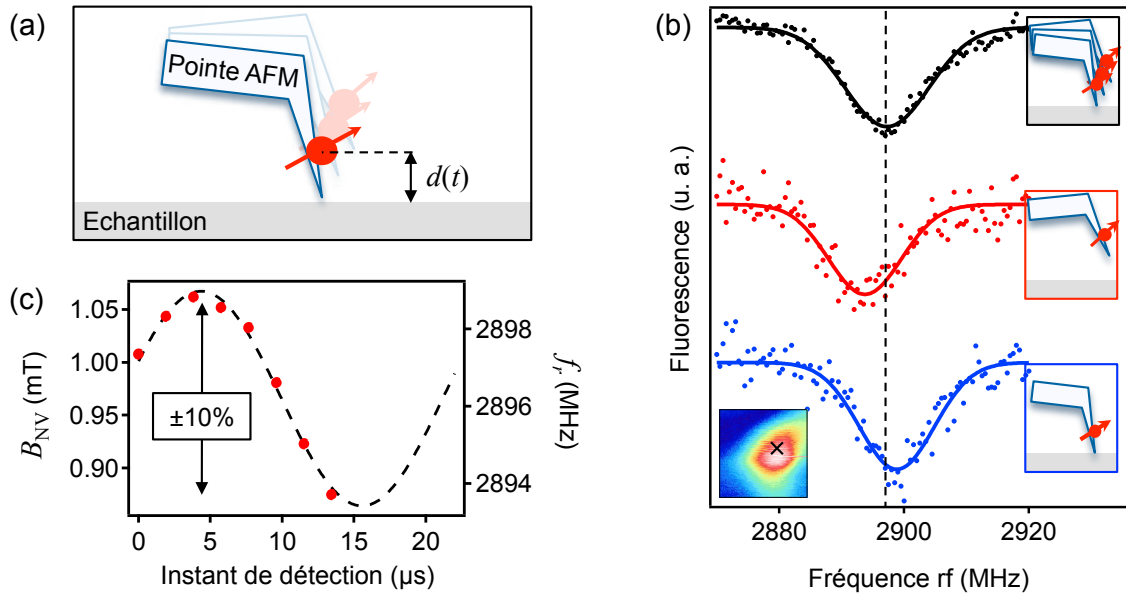 (a)
Pointe AFM
d(t)
Echantillon
(b)
Fluorescence (u. a.)
2880
2900
2920
Fréquence rf (MHz)
(c)
1.05
1.00
0.95
0.90
B_NV (mT)
±10%
2898
2896
2894
f_r (MHz)
0
5
10
15
20
Instant de détection (µs)